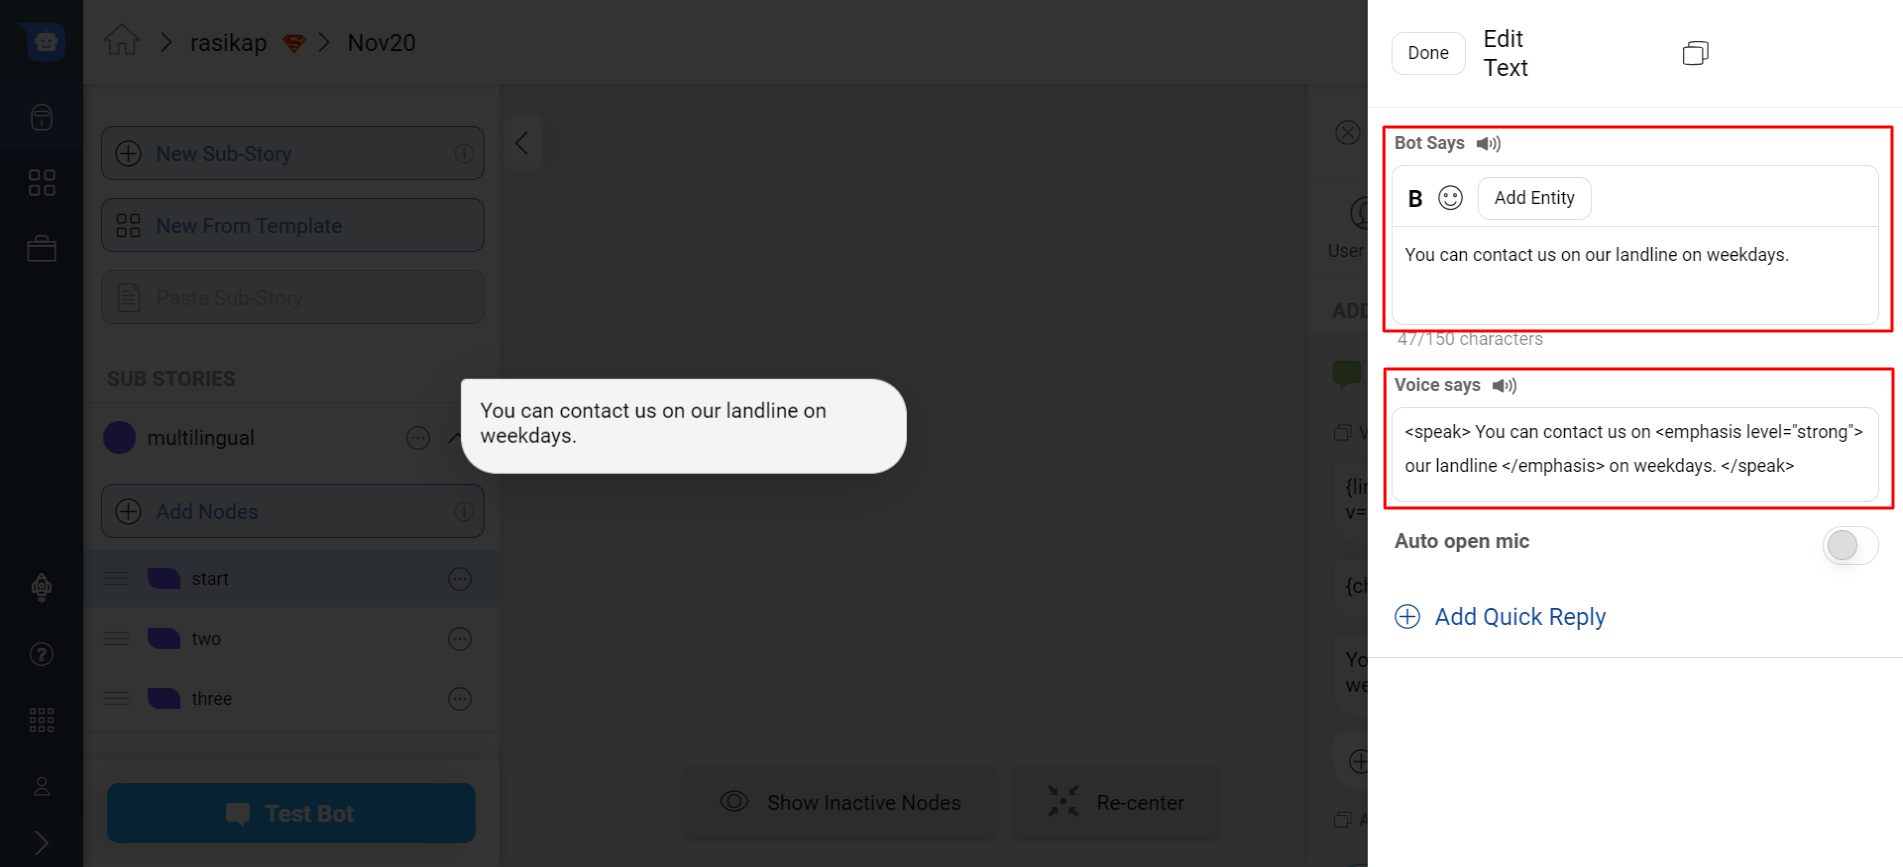 rasikap
Nov20
New Sub-Story
New From Template
Paste Sub-Story
SUB STORIES
multilingual
Add Nodes
start
two
three
Test Bot
You can contact us on our landline on
weekdays.
Show Inactive Nodes
Re-center
User
ADD
{lin
v=
{cl
Yo
we
Done
Edit
Text
Bot Says
B
Add Entity
You can contact us on our landline on weekdays.
47/150 characters
Voice says
<speak> You can contact us on <emphasis level="strong">
our landline </emphasis> on weekdays. </speak>
Auto open mic
Add Quick Reply